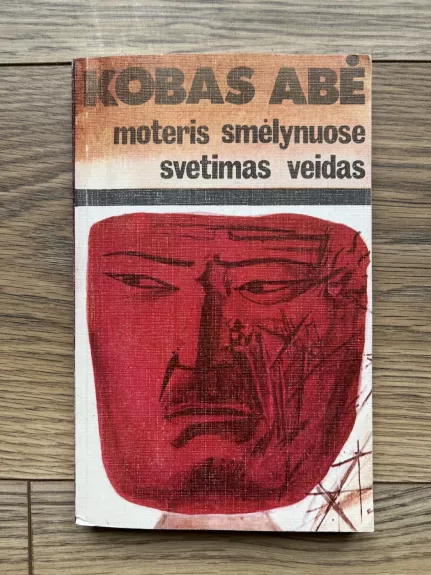 KOBAS ABĖ
moteris smėlynuose
svetimas veidas